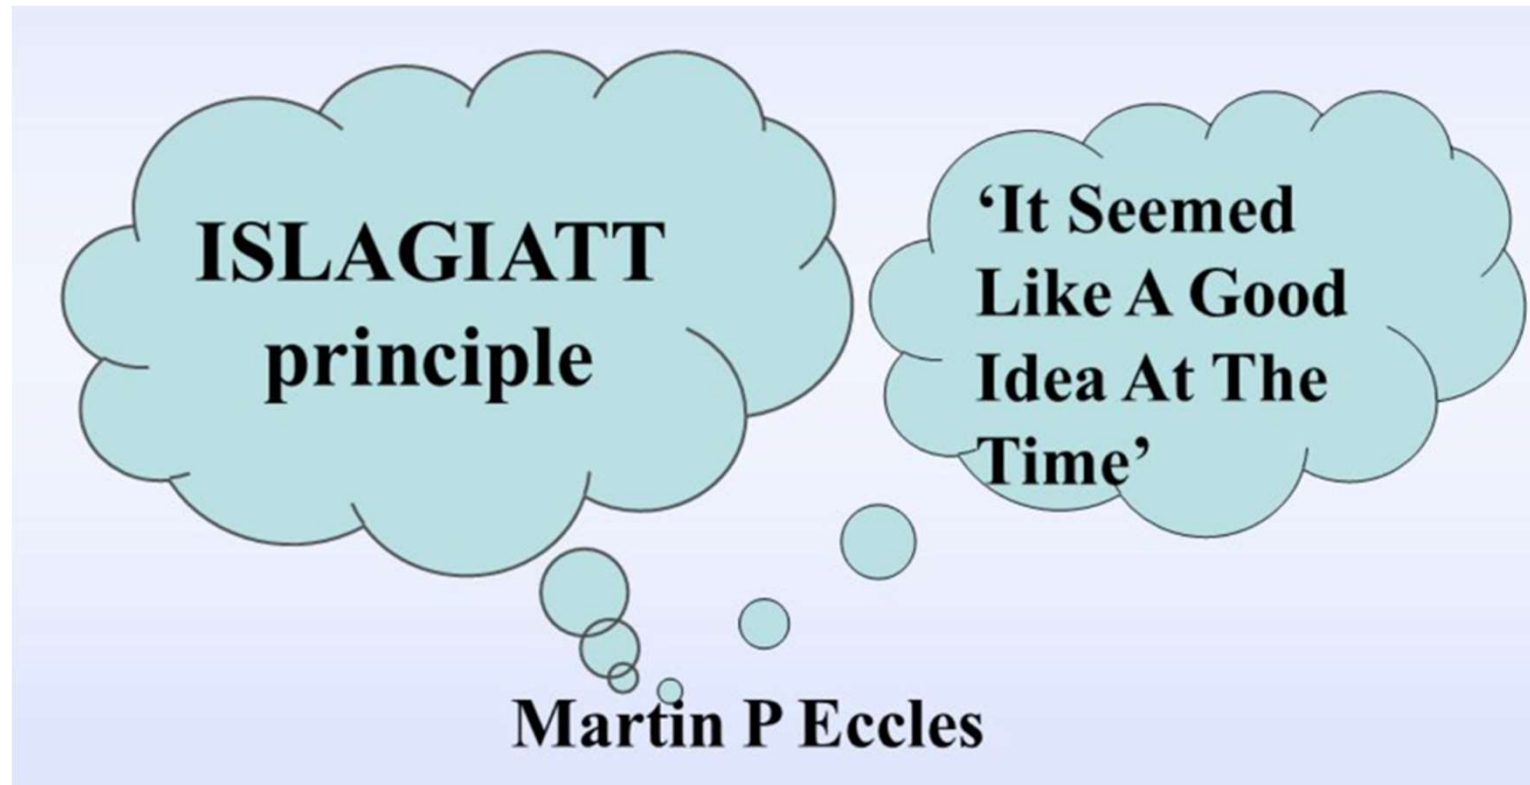 ISLAGIATT
principle
‘It Seemed
Like A Good
Idea At The
Time’
Martin P Eccles